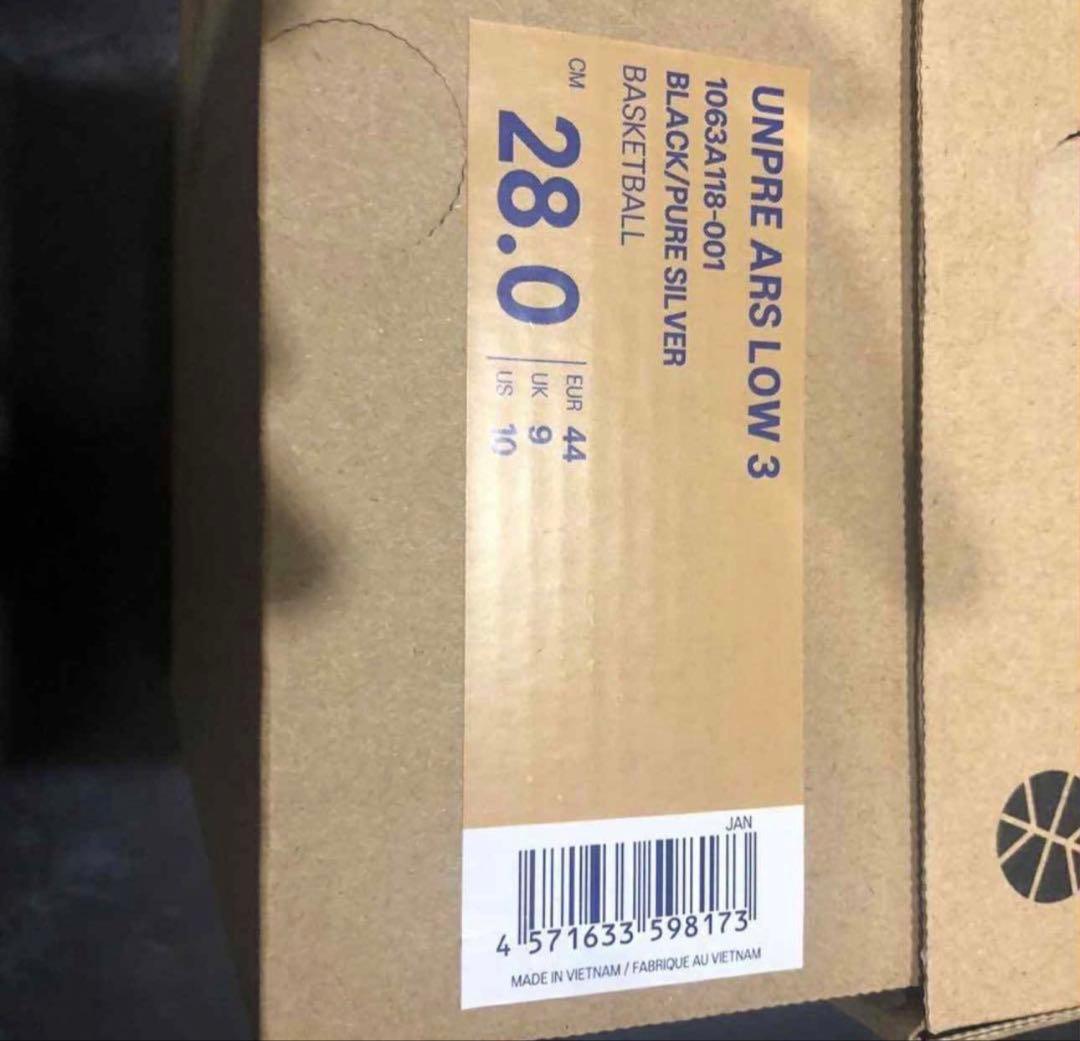 UNPRE ARS LOW 3
1063A118-001
BLACK/PURE SILVER
BASKETBALL
CM 28.0
EUR 44
UK 9
US 10
JAN
4 571633 598173
MADE IN VIETNAM / FABRIQUE AU VIETNAM